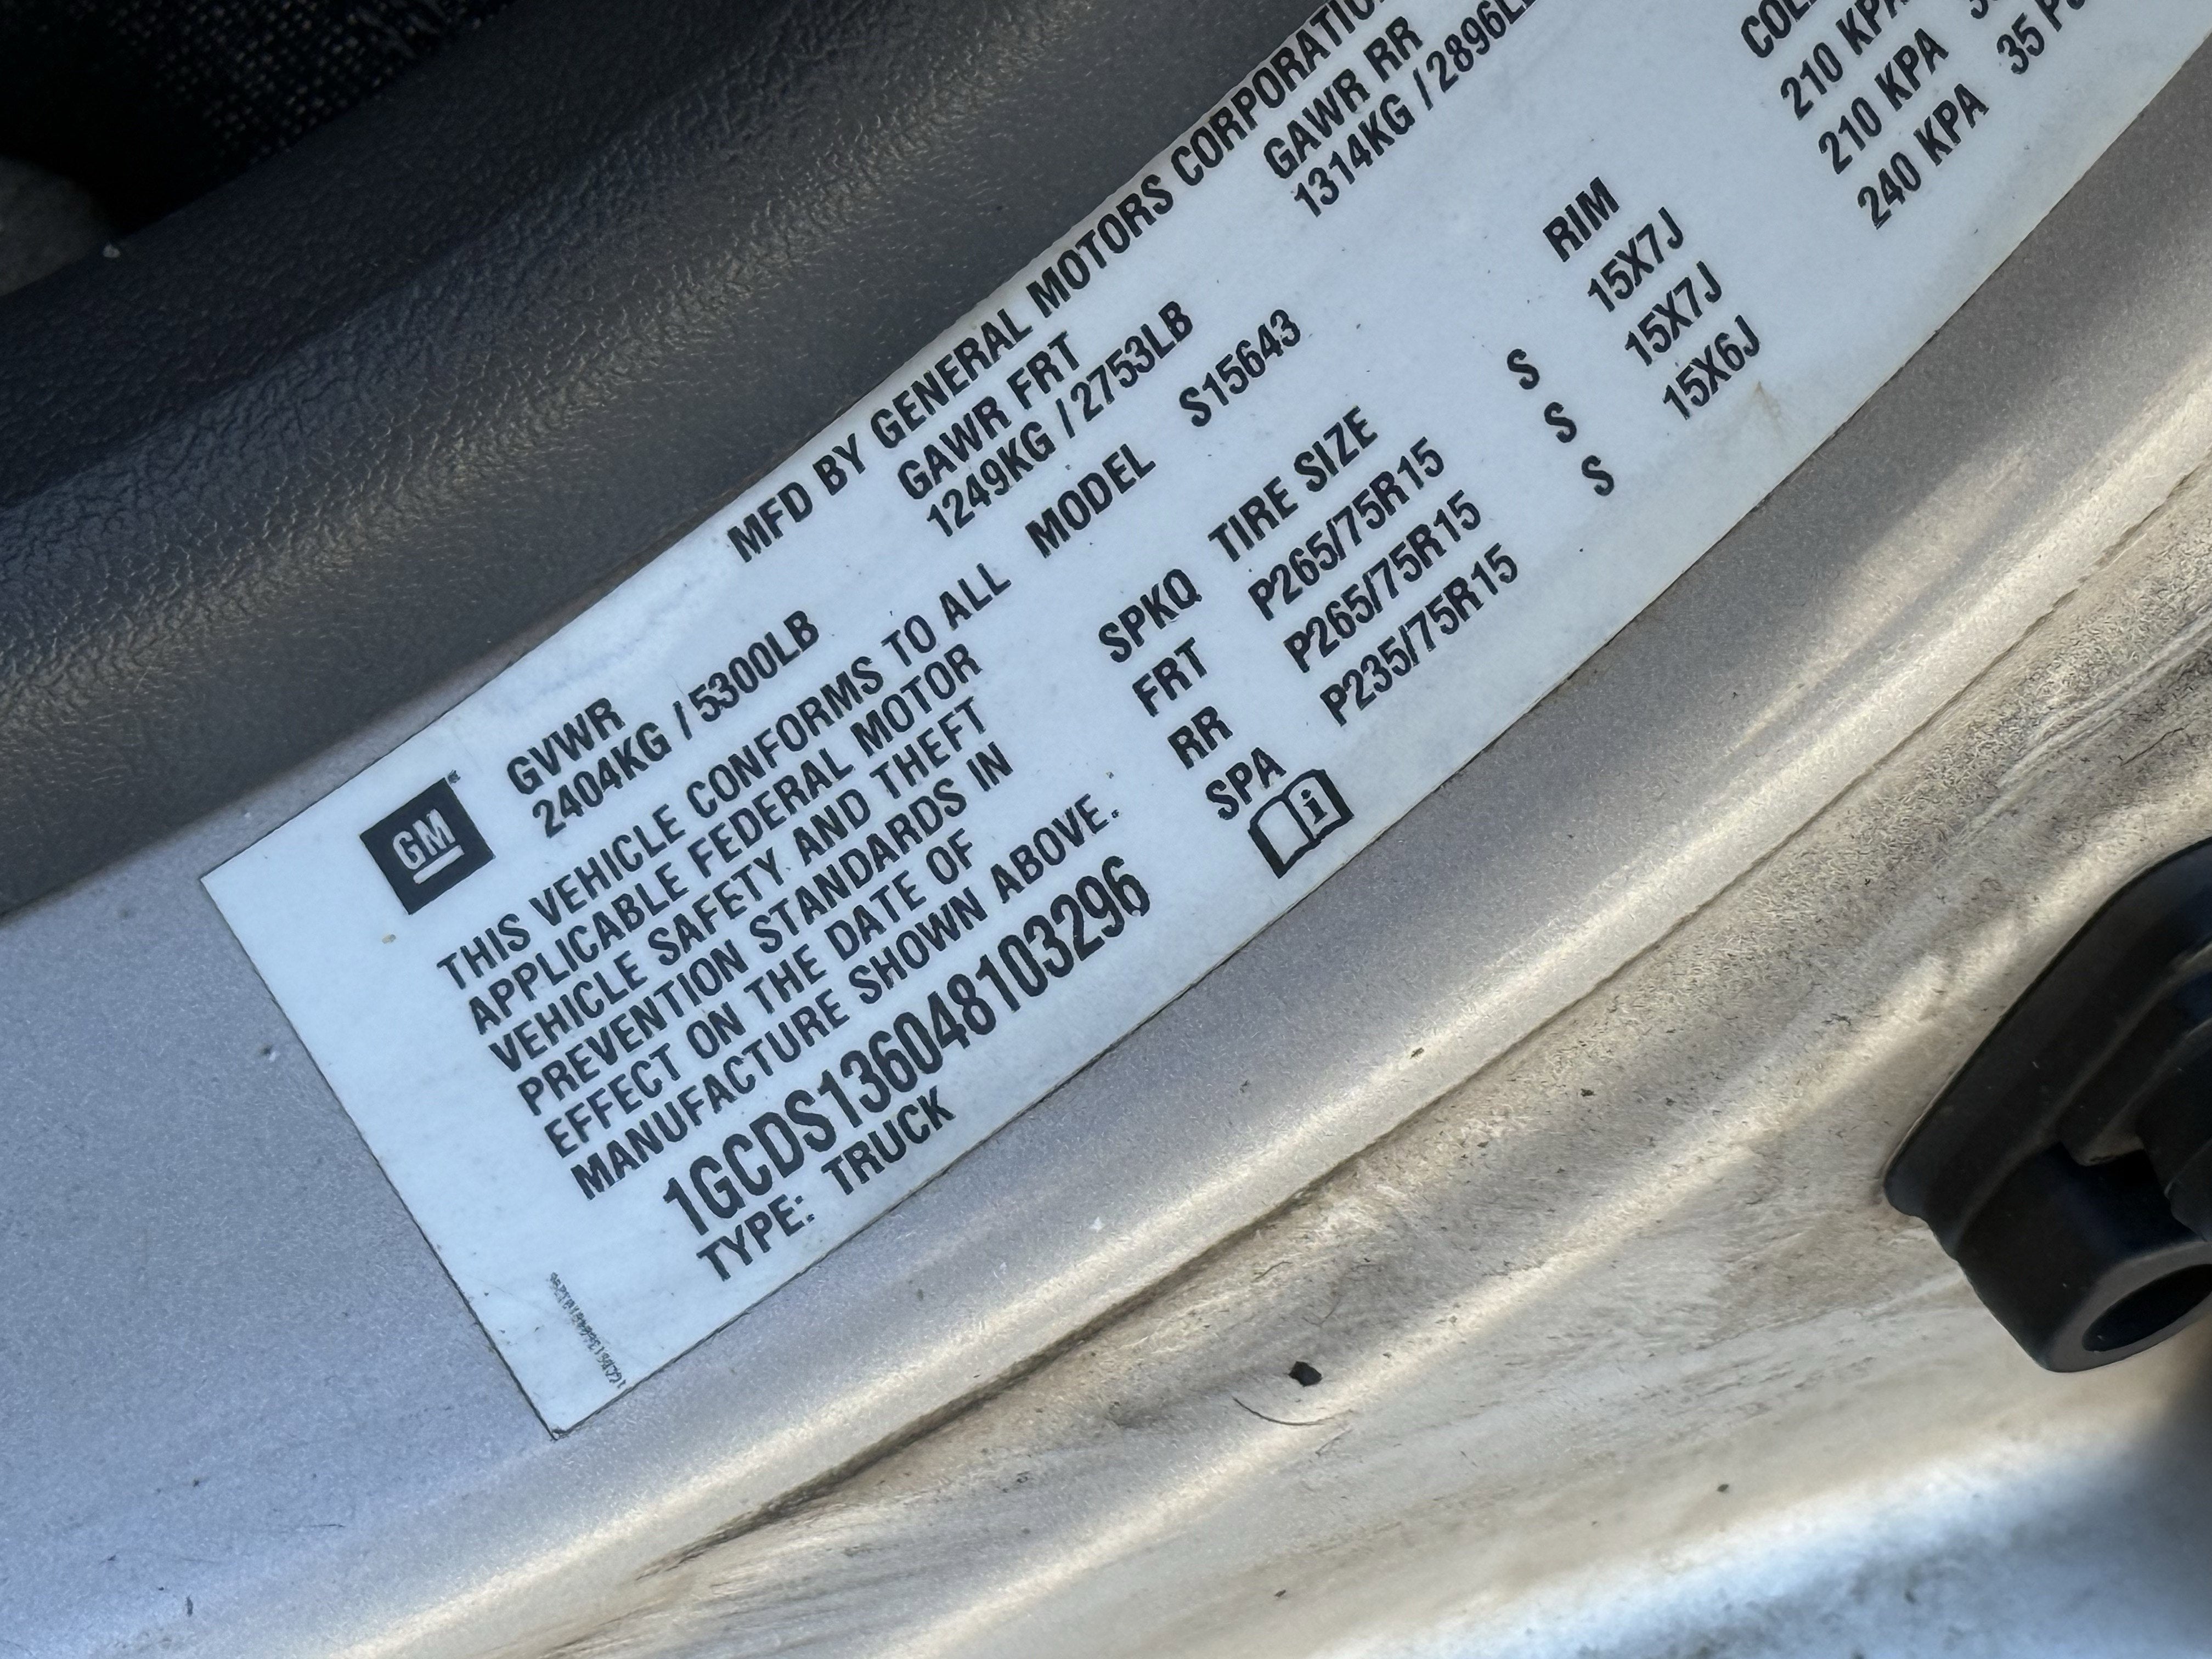 MFD BY GENERAL MOTORS CORPORATIO
GM
GVWR GAWR FRT GAWR RR
2404KG / 5300LB 1249KG / 2753LB 1314KG / 2896L
THIS VEHICLE CONFORMS TO ALL MODEL S15643
APPLICABLE FEDERAL MOTOR
VEHICLE SAFETY AND THEFT
PREVENTION STANDARDS IN
EFFECT ON THE DATE OF
MANUFACTURE SHOWN ABOVE.
1GCDS136048103296
TYPE: TRUCK
SPKQ TIRE SIZE RIM
FRT P265/75R15 S 15X7J 210 KPA
RR P265/75R15 S 15X7J 210 KPA
SPA P235/75R15 S 15X6J 240 KPA 35
i
1GCDS136048103296